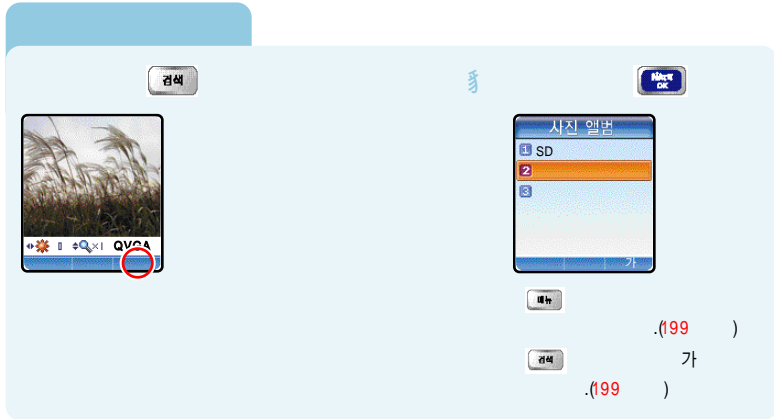 검색
NATE
OK
QVGA
사진 앨범
1 SD
2
3
가
메뉴
.(199 )
검색 가
.(199 )